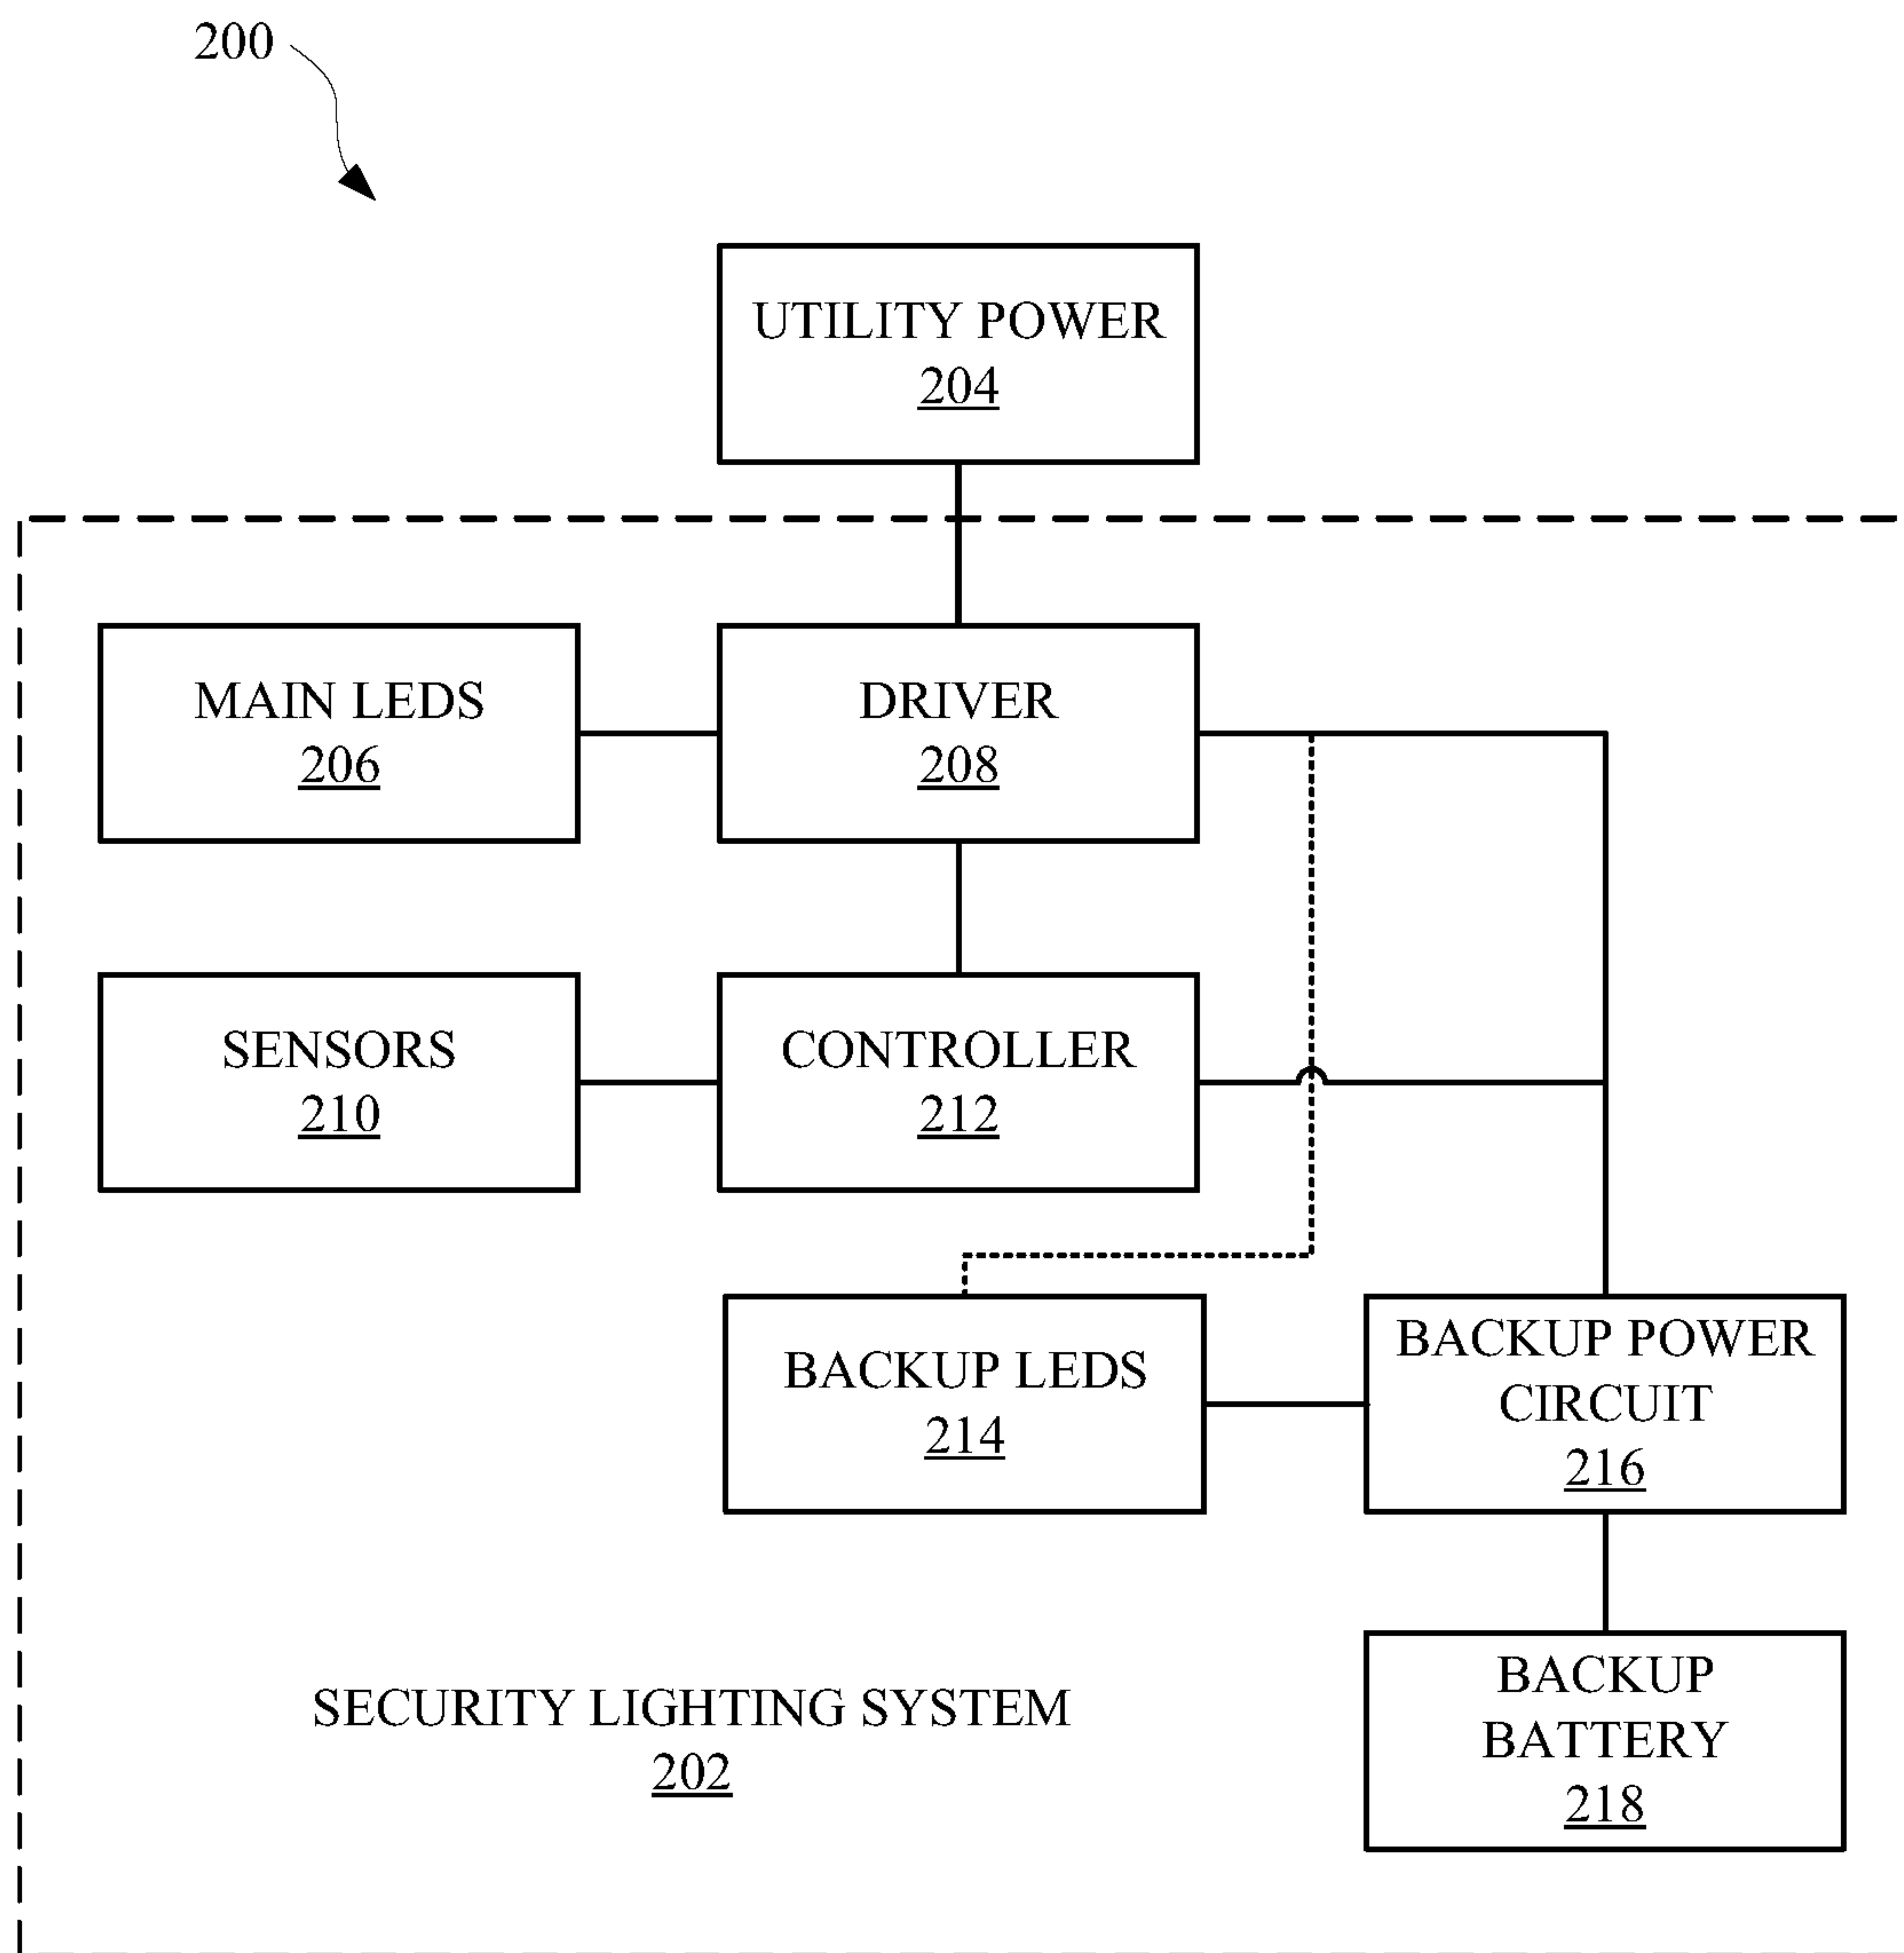 200
UTILITY POWER
204
MAIN LEDS
206
DRIVER
208
SENSORS
210
CONTROLLER
212
BACKUP LEDS
214
BACKUP POWER
CIRCUIT
216
SECURITY LIGHTING SYSTEM
202
BACKUP
BATTERY
218